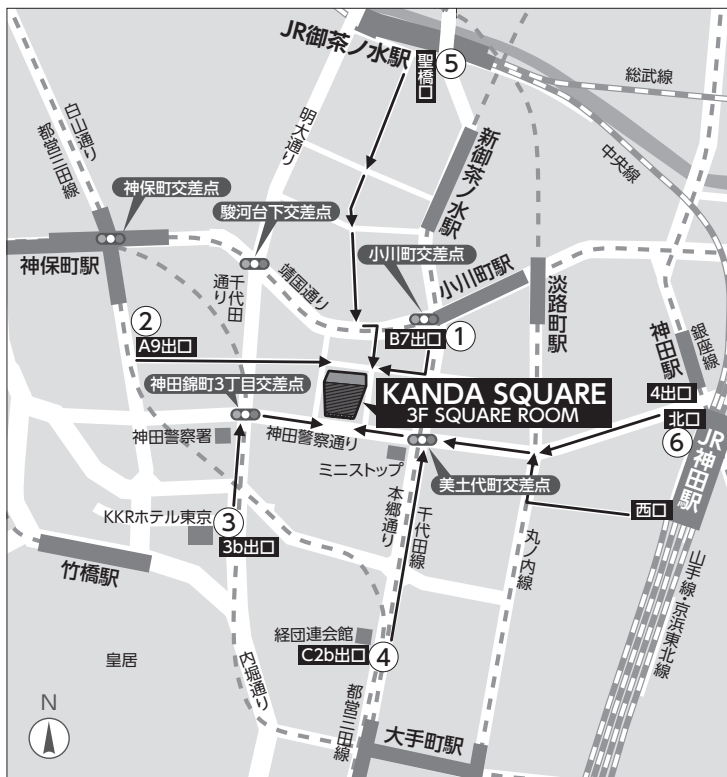 JR御茶ノ水駅
聖橋口
⑤
総武線
中央線
明大通り
新御茶ノ水駅
白山通り
都営三田線
神保町交差点
駿河台下交差点
神保町駅
千代田通り
靖国通り
小川町交差点
小川町駅
淡路町駅
②
A9出口
B7出口
①
神田駅
銀座線
4出口
神田錦町3丁目交差点
KANDA SQUARE
3F SQUARE ROOM
北口
⑥
JR神田駅
神田警察署
神田警察通り
ミニストップ
美土代町交差点
西口
KKRホテル東京
③
3b出口
本郷通り
千代田線
丸ノ内線
竹橋駅
山手線・京浜東北線
経団連会館
C2b出口
④
皇居
内堀通り
都営三田線
大手町駅
N